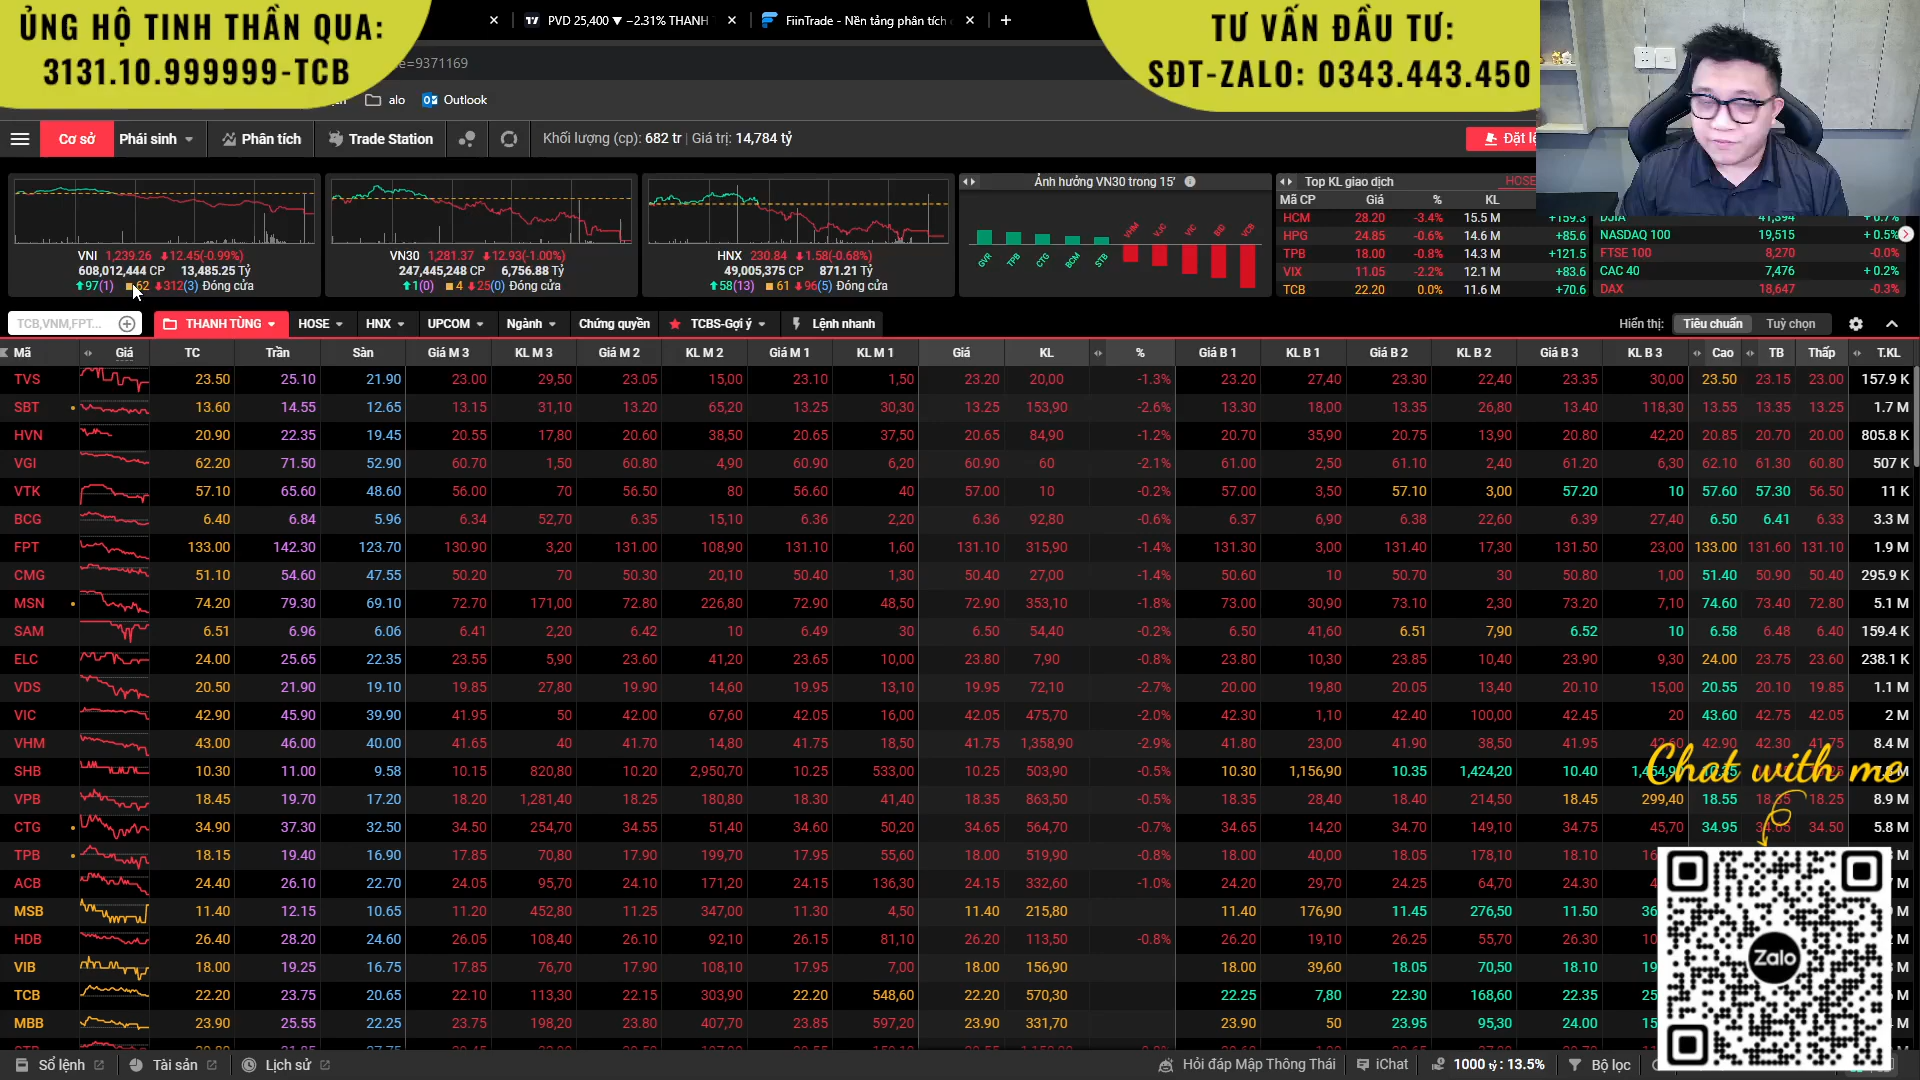 ỦNG HỘ TINH THẦN QUA:
3131.10.999999-TCB
PVD 25,400 ▼ −2.31% THANH
FiinTrade - Nền tảng phân tích
TƯ VẤN ĐẦU TƯ:
SĐT-ZALO: 0343.443.450
=9371169
alo
Outlook
Cơ sở Phái sinh Phân tích Trade Station Khối lượng (cp): 682 tr | Giá trị: 14,784 tỷ
VNI 1,239.26 12.45(-0.99%)
608,012,444 CP 13,485.25 Tỷ
97(1) 62 312(3) Đóng cửa
VN30 1,281.37 12.93(-1.00%)
247,445,248 CP 6,756.88 Tỷ
1(0) 4 25(0) Đóng cửa
HNX 230.84 1.58(-0.68%)
49,005,375 CP 871.21 Tỷ
58(13) 61 96(5) Đóng cửa
Ảnh hưởng VN30 trong 15'
GVR TPB CTG BCM STB VHM VJC VIC BID VCB
Top KL giao dịch HOSE
Mã CP Giá % KL
HCM 28.20 -3.4% 15.5 M +159.3
HPG 24.85 -0.6% 14.6 M +85.6
TPB 18.00 -0.8% 14.3 M +121.5
VIX 11.05 -2.2% 12.1 M +83.6
TCB 22.20 0.0% 11.6 M +70.6
DJIA 41,394 + 0.7%
NASDAQ 100 19,515 + 0.5%
FTSE 100 8,270 -0.0%
CAC 40 7,476 + 0.2%
DAX 18,647 -0.3%
TCB,VNM,FPT... THANH TÙNG HOSE HNX UPCOM Ngành Chứng quyền TCBS-Gợi ý Lệnh nhanh Hiển thị: Tiêu chuẩn Tuỳ chọn
Mã Giá TC Trần Sàn Giá M 3 KL M 3 Giá M 2 KL M 2 Giá M 1 KL M 1 Giá KL % Giá B 1 KL B 1 Giá B 2 KL B 2 Giá B 3 KL B 3 Cao TB Thấp T.KL
TVS 23.50 25.10 21.90 23.00 29,50 23.05 15,00 23.10 1,50 23.20 20,00 -1.3% 23.20 27,40 23.30 22,40 23.35 30,00 23.50 23.15 23.00 157.9 K
SBT 13.60 14.55 12.65 13.15 31,10 13.20 65,20 13.25 30,30 13.25 153,90 -2.6% 13.30 18,00 13.35 26,80 13.40 118,30 13.55 13.35 13.25 1.7 M
HVN 20.90 22.35 19.45 20.55 17,80 20.60 38,50 20.65 37,50 20.65 84,90 -1.2% 20.70 35,90 20.75 13,90 20.80 42,20 20.85 20.70 20.00 805.8 K
VGI 62.20 71.50 52.90 60.70 1,50 60.80 4,90 60.90 6,20 60.90 60 -2.1% 61.00 2,50 61.10 2,40 61.20 6,30 62.10 61.30 60.80 507 K
VTK 57.10 65.60 48.60 56.00 70 56.50 80 56.60 40 57.00 10 -0.2% 57.00 3,50 57.10 3,00 57.20 10 57.60 57.30 56.50 11 K
BCG 6.40 6.84 5.96 6.34 52,70 6.35 15,10 6.36 2,20 6.36 92,80 -0.6% 6.37 6,90 6.38 22,60 6.39 27,40 6.50 6.41 6.33 3.3 M
FPT 133.00 142.30 123.70 130.90 3,20 131.00 108,90 131.10 1,60 131.10 315,90 -1.4% 131.30 3,00 131.40 17,30 131.50 23,00 133.00 131.60 131.10 1.9 M
CMG 51.10 54.60 47.55 50.20 70 50.30 20,10 50.40 1,30 50.40 27,00 -1.4% 50.60 10 50.70 30 50.80 1,00 51.40 50.90 50.40 295.9 K
MSN 74.20 79.30 69.10 72.70 171,00 72.80 226,80 72.90 48,50 72.90 353,10 -1.8% 73.00 30,90 73.10 2,30 73.20 7,10 74.60 73.40 72.80 5.1 M
SAM 6.51 6.96 6.06 6.41 2,20 6.42 10 6.49 30 6.50 54,40 -0.2% 6.50 41,60 6.51 7,90 6.52 10 6.58 6.48 6.40 159.4 K
ELC 24.00 25.65 22.35 23.55 5,90 23.60 41,20 23.65 10,00 23.80 7,90 -0.8% 23.80 10,30 23.85 10,40 23.90 9,30 24.00 23.75 23.60 238.1 K
VDS 20.50 21.90 19.10 19.85 27,80 19.90 14,60 19.95 13,10 19.95 72,10 -2.7% 20.00 19,80 20.05 13,40 20.10 15,00 20.55 20.10 19.85 1.1 M
VIC 42.90 45.90 39.90 41.95 50 42.00 67,60 42.05 16,00 42.05 475,70 -2.0% 42.30 1,10 42.40 100,00 42.45 20 43.60 42.75 42.05 2 M
VHM 43.00 46.00 40.00 41.65 40 41.70 14,80 41.75 18,50 41.75 1,358,90 -2.9% 41.80 23,00 41.90 38,50 41.95 42,60 42.90 42.30 41.75 8.4 M
SHB 10.30 11.00 9.58 10.15 820,80 10.20 2,950,70 10.25 533,00 10.25 503,90 -0.5% 10.30 1,156,90 10.35 1,424,20 10.40
Chat with me
VPB 18.45 19.70 17.20 18.20 1,281,40 18.25 180,80 18.30 41,40 18.35 863,50 -0.5% 18.35 28,40 18.40 214,50 18.45 299,40 18.55 18.25 8.9 M
CTG 34.90 37.30 32.50 34.50 254,70 34.55 51,40 34.60 50,20 34.65 564,70 -0.7% 34.65 14,20 34.70 149,10 34.75 45,70 34.95 34.50 5.8 M
TPB 18.15 19.40 16.90 17.85 70,80 17.90 199,70 17.95 55,60 18.00 519,90 -0.8% 18.00 40,00 18.05 178,10 18.10
ACB 24.40 26.10 22.70 24.05 95,70 24.10 171,20 24.15 136,30 24.15 332,60 -1.0% 24.20 29,70 24.25 64,70 24.30
MSB 11.40 12.15 10.65 11.20 452,80 11.25 347,00 11.30 4,50 11.40 215,80 11.40 176,90 11.45 276,50 11.50
HDB 26.40 28.20 24.60 26.05 108,40 26.10 92,10 26.15 81,10 26.20 113,50 -0.8% 26.20 19,10 26.25 55,70 26.30
VIB 18.00 19.25 16.75 17.85 76,70 17.90 108,10 17.95 7,00 18.00 156,90 18.00 39,60 18.05 70,50 18.10
Zalo
TCB 22.20 23.75 20.65 22.10 113,30 22.15 303,90 22.20 548,60 22.20 570,30 22.25 7,80 22.30 168,60 22.35
MBB 23.90 25.55 22.25 23.75 198,20 23.80 407,70 23.85 597,20 23.90 331,70 23.90 50 23.95 95,30 24.00
Sổ lệnh Tài sản Lịch sử Hỏi đáp Mập Thông Thái iChat 1000 tỷ : 13.5% Bộ lọc